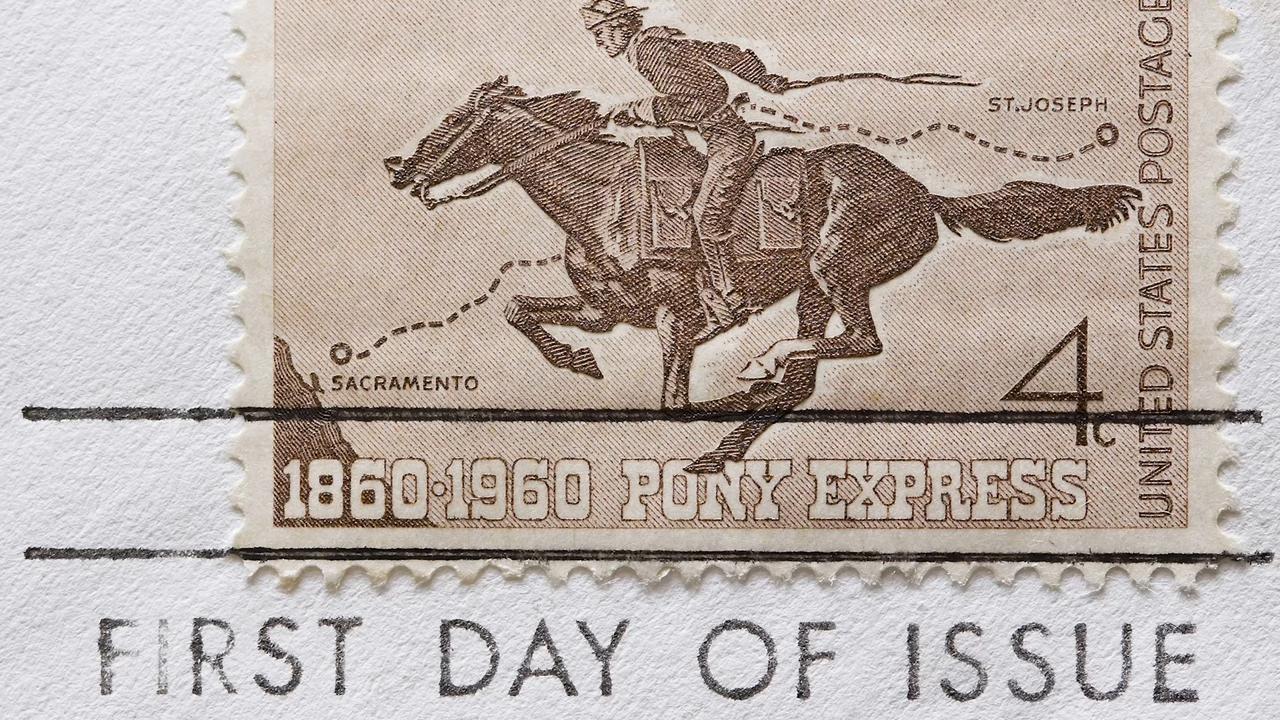 ST. JOSEPH
UNITED STATES POSTAGE
SACRAMENTO
4c
1860·1960 PONY EXPRESS
FIRST DAY OF ISSUE